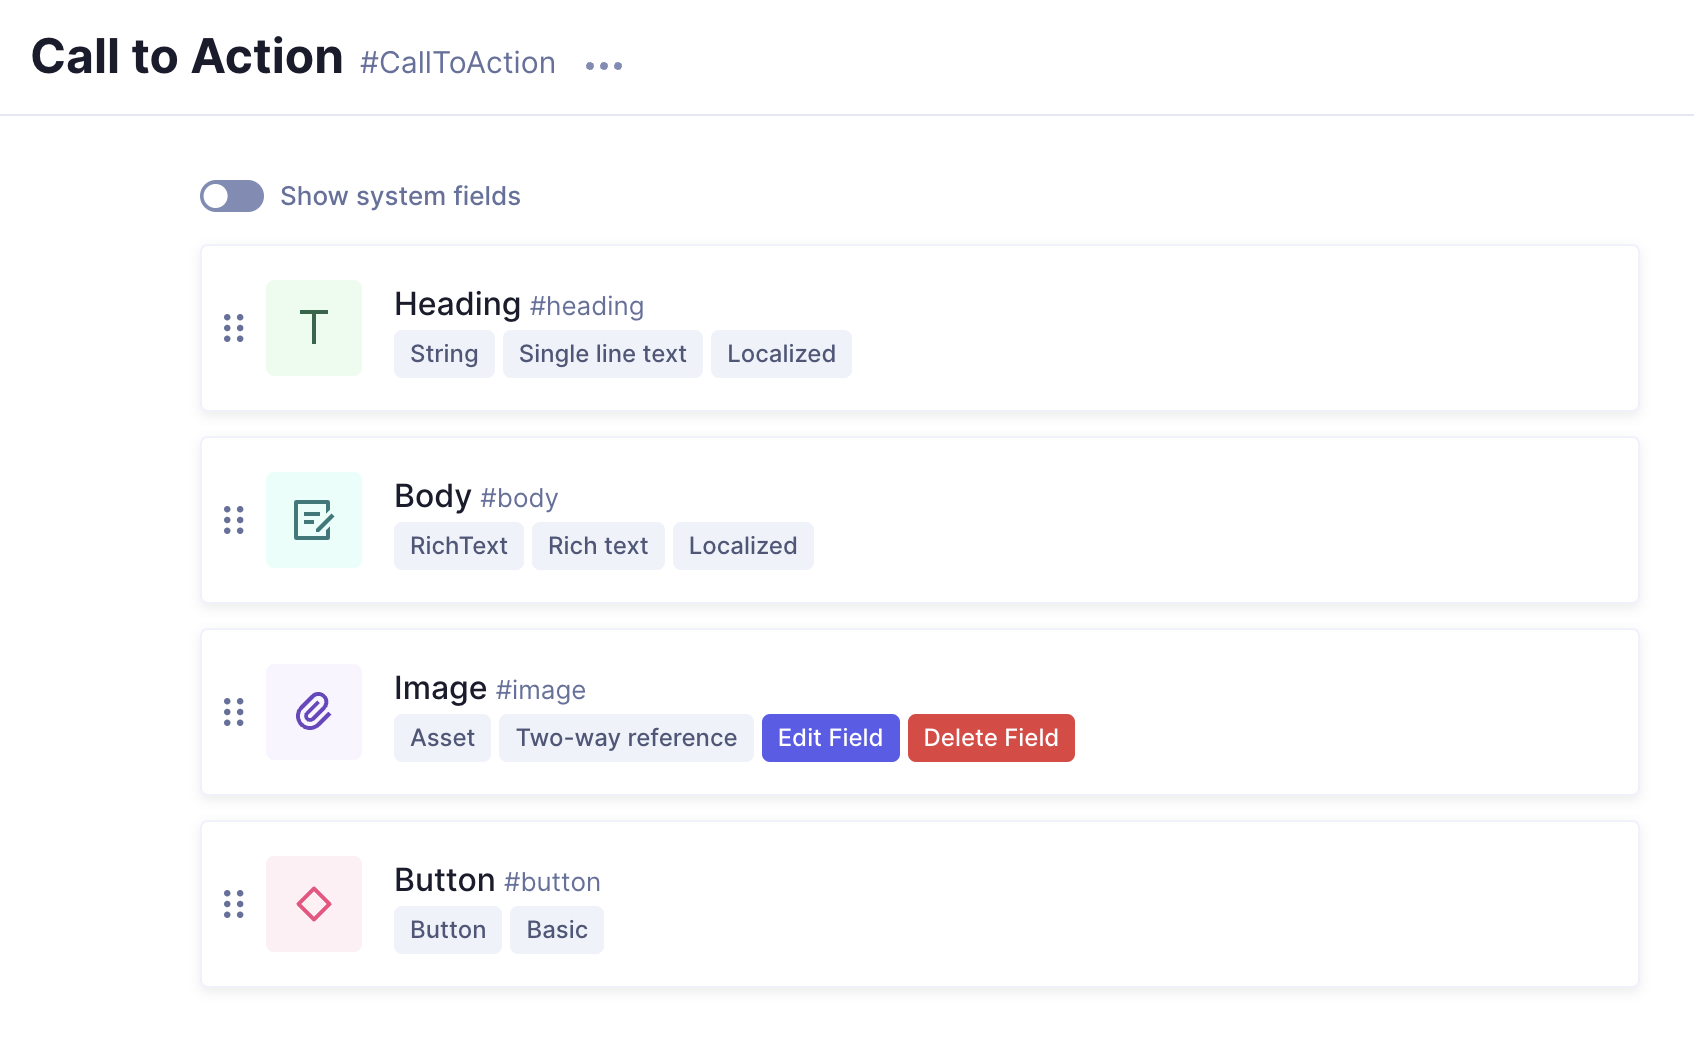 Call to Action #CallToAction
Show system fields
Heading #heading
String Single line text Localized
Body #body
RichText Rich text Localized
Image #image
Asset Two-way reference Edit Field Delete Field
Button #button
Button Basic